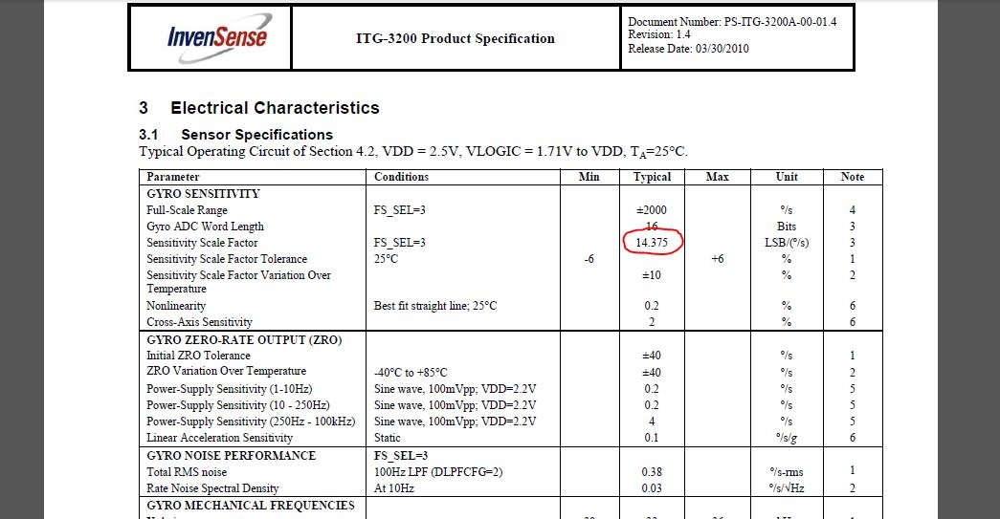 InvenSense
ITG-3200 Product Specification
Document Number: PS-ITG-3200A-00-01.4
Revision: 1.4
Release Date: 03/30/2010
3 Electrical Characteristics
3.1 Sensor Specifications
Typical Operating Circuit of Section 4.2, VDD = 2.5V, VLOGIC = 1.71V to VDD, TA=25°C.
Parameter Conditions Min Typical Max Unit Note
GYRO SENSITIVITY
Full-Scale Range FS_SEL=3 ±2000 º/s 4
Gyro ADC Word Length 16 Bits 3
Sensitivity Scale Factor FS_SEL=3 14.375 LSB/(º/s) 3
Sensitivity Scale Factor Tolerance 25°C -6 +6 % 1
Sensitivity Scale Factor Variation Over ±10 % 2
Temperature
Nonlinearity Best fit straight line; 25°C 0.2 % 6
Cross-Axis Sensitivity 2 % 6
GYRO ZERO-RATE OUTPUT (ZRO)
Initial ZRO Tolerance ±40 º/s 1
ZRO Variation Over Temperature -40°C to +85°C ±40 º/s 2
Power-Supply Sensitivity (1-10Hz) Sine wave, 100mVpp; VDD=2.2V 0.2 º/s 5
Power-Supply Sensitivity (10 - 250Hz) Sine wave, 100mVpp; VDD=2.2V 0.2 º/s 5
Power-Supply Sensitivity (250Hz - 100kHz) Sine wave, 100mVpp; VDD=2.2V 4 º/s 5
Linear Acceleration Sensitivity Static 0.1 º/s/g 6
GYRO NOISE PERFORMANCE FS_SEL=3
Total RMS noise 100Hz LPF (DLPFCFG=2) 0.38 º/s-rms 1
Rate Noise Spectral Density At 10Hz 0.03 º/s/√Hz 2
GYRO MECHANICAL FREQUENCIES